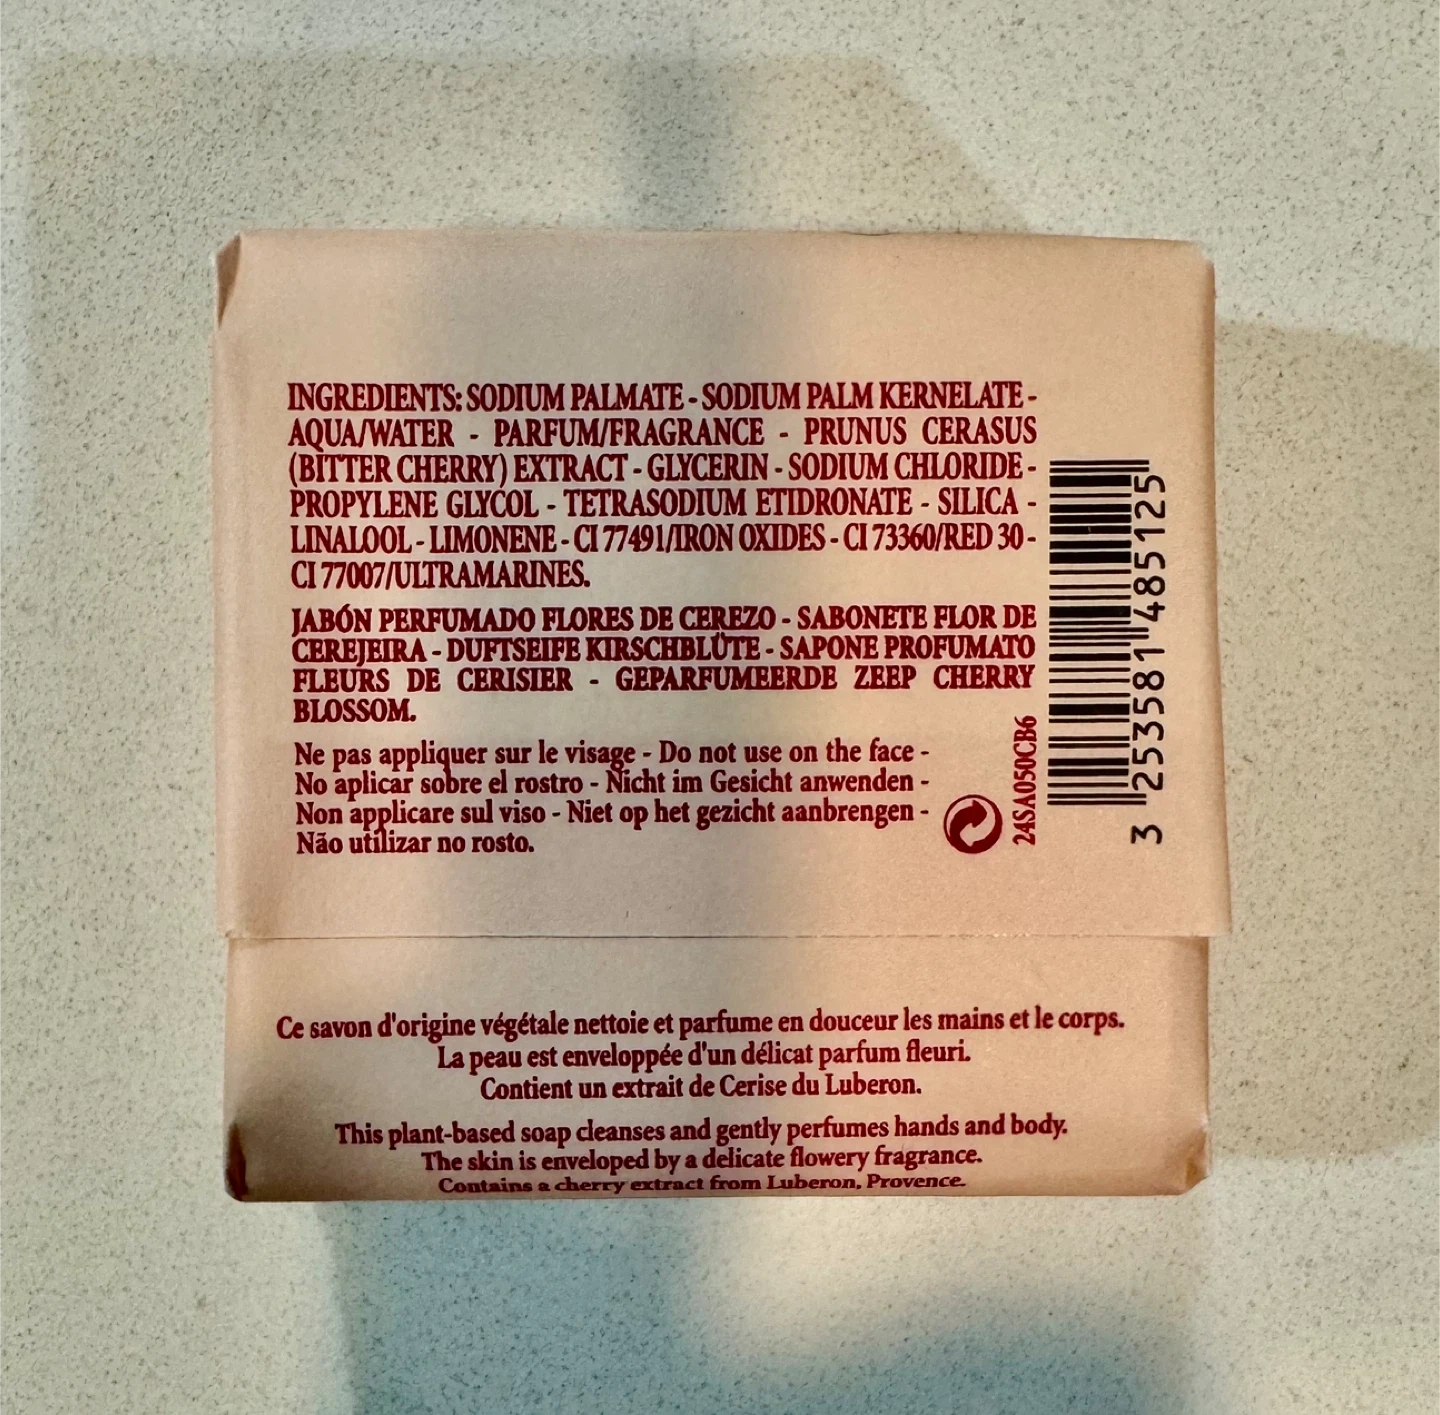 INGREDIENTS: SODIUM PALMATE - SODIUM PALM KERNELATE -
AQUA/WATER - PARFUM/FRAGRANCE - PRUNUS CERASUS
(BITTER CHERRY) EXTRACT - GLYCERIN - SODIUM CHLORIDE -
PROPYLENE GLYCOL - TETRASODIUM ETIDRONATE - SILICA -
LINALOOL - LIMONENE - CI 77491/IRON OXIDES - CI 73360/RED 30 -
CI 77007/ULTRAMARINES.
JABÓN PERFUMADO FLORES DE CEREZO - SABONETE FLOR DE
CEREJEIRA - DUFTSEIFE KIRSCHBLÜTE - SAPONE PROFUMATO
FLEURS DE CERISIER - GEPARFUMEERDE ZEEP CHERRY
BLOSSOM.
Ne pas appliquer sur le visage - Do not use on the face -
No aplicar sobre el rostro - Nicht im Gesicht anwenden -
Non applicare sul viso - Niet op het gezicht aanbrengen -
Não utilizar no rosto.
24SA050CB6
3 253581 485125
Ce savon d'origine végétale nettoie et parfume en douceur les mains et le corps.
La peau est enveloppée d'un délicat parfum fleuri.
Contient un extrait de Cerise du Luberon.
This plant-based soap cleanses and gently perfumes hands and body.
The skin is enveloped by a delicate flowery fragrance.
Contains a cherry extract from Luberon, Provence.